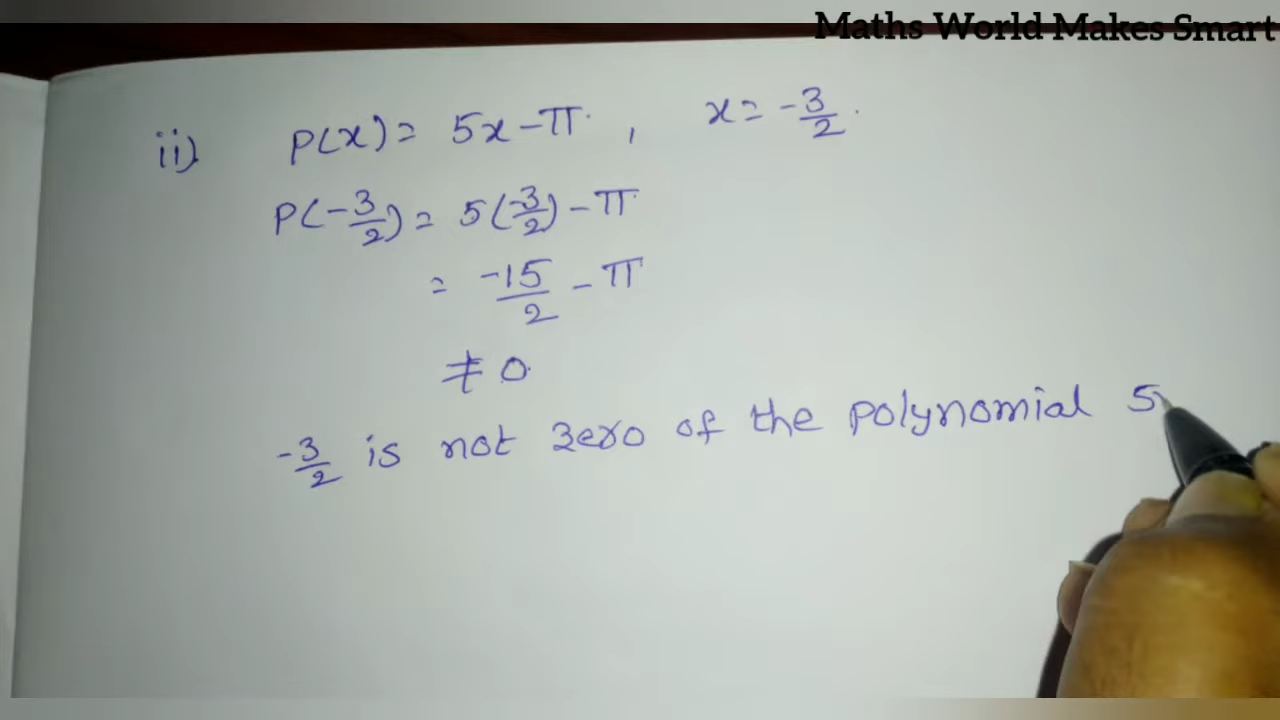 Maths World Makes Smart
ii) P(x) = 5x - π , x = -3/2.
P(-3/2) = 5(-3/2) - π
= -15/2 - π
≠ 0
-3/2 is not zero of the polynomial 5